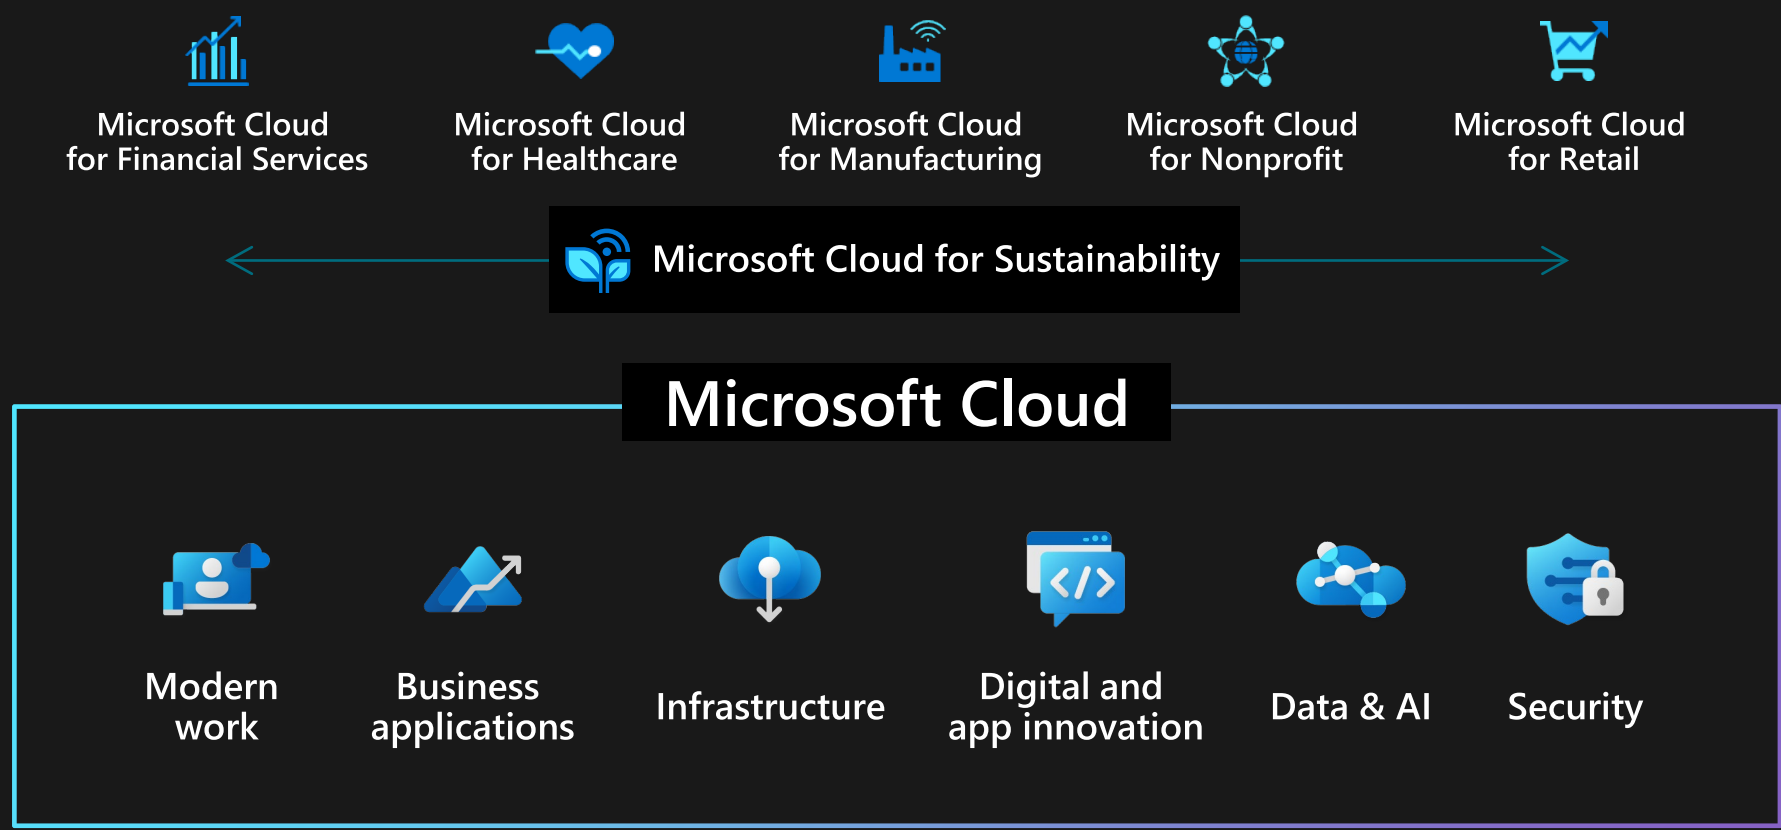 Microsoft Cloud
for Financial Services
Microsoft Cloud
for Healthcare
Microsoft Cloud
for Manufacturing
Microsoft Cloud
for Nonprofit
Microsoft Cloud
for Retail
Microsoft Cloud for Sustainability
Microsoft Cloud
Modern
work
Business
applications
Infrastructure
Digital and
app innovation
Data & AI
Security